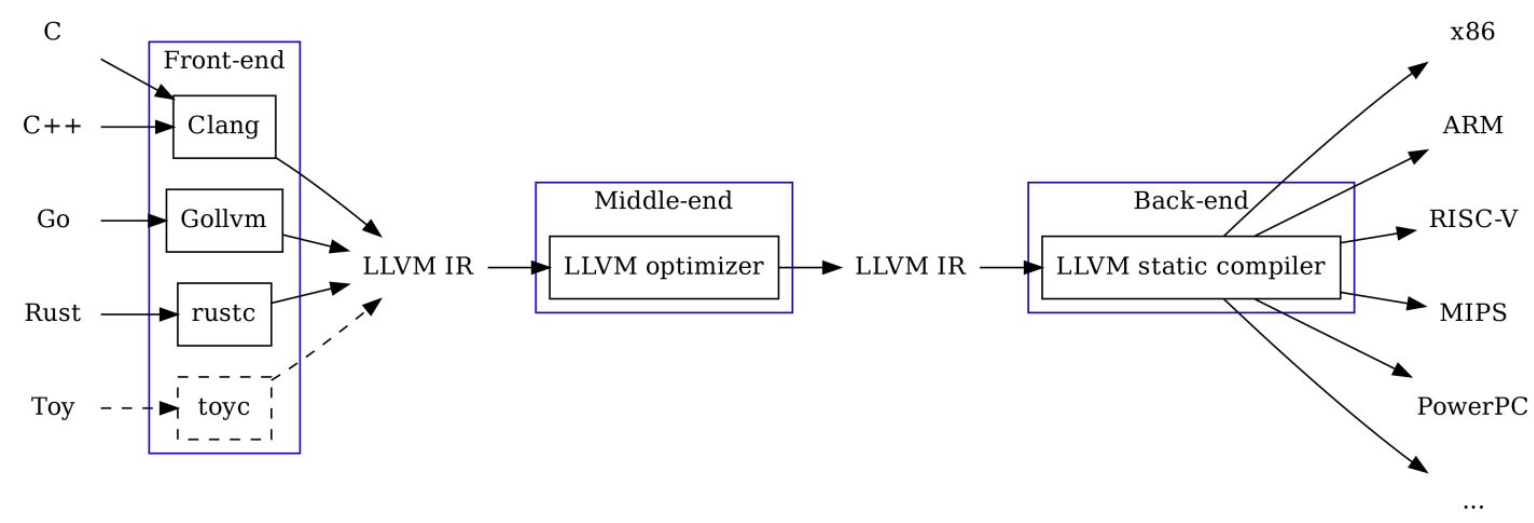 C
C++
Go
Rust
Toy
Front-end
Clang
Gollvm
rustc
toyc
LLVM IR
Middle-end
LLVM optimizer
LLVM IR
Back-end
LLVM static compiler
x86
ARM
RISC-V
MIPS
PowerPC
...